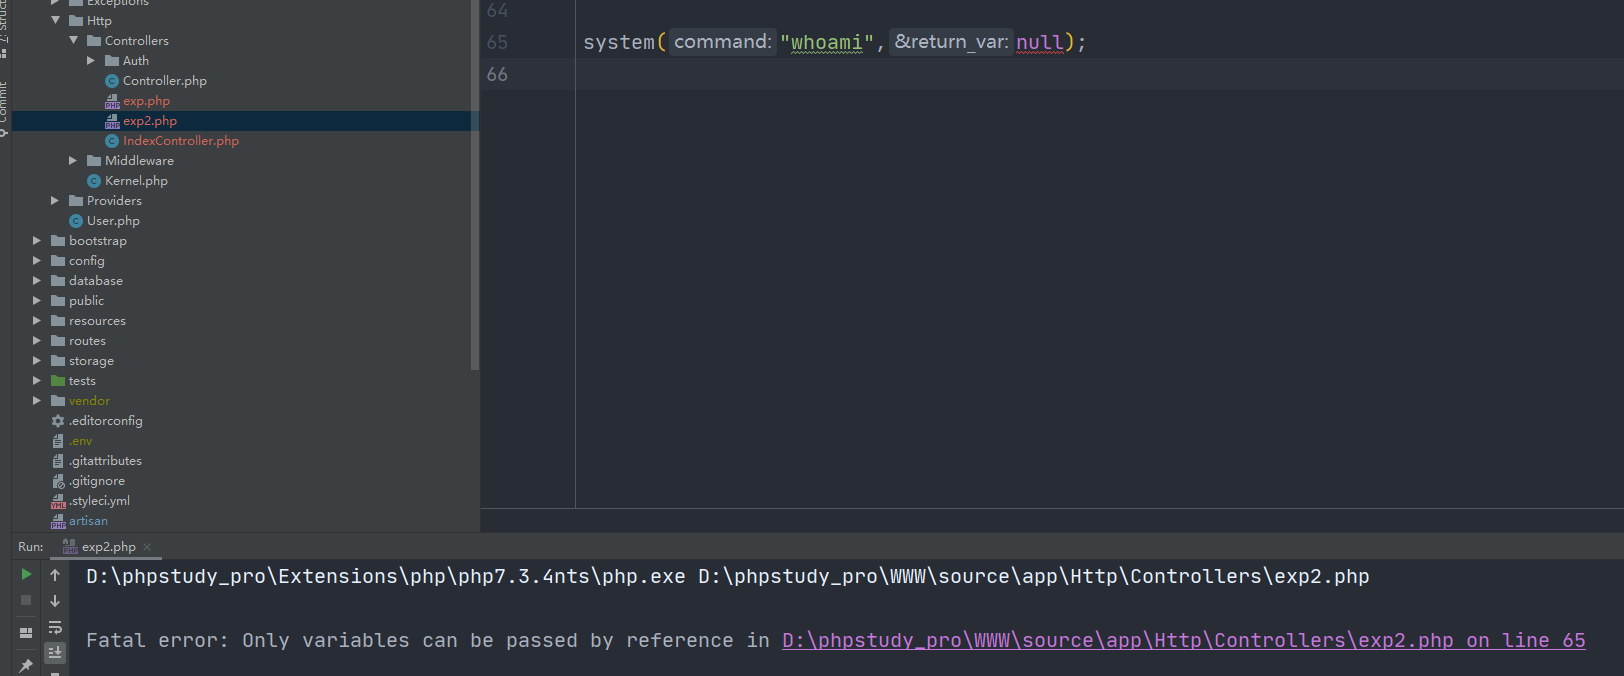 Exceptions
Http
Controllers
Auth
Controller.php
exp.php
exp2.php
IndexController.php
Middleware
Kernel.php
Providers
User.php
bootstrap
config
database
public
resources
routes
storage
tests
vendor
.editorconfig
.env
.gitattributes
.gitignore
.styleci.yml
artisan
Commit
64
65 system( command: "whoami", &return_var: null);
66
Run: exp2.php
D:\phpstudy_pro\Extensions\php\php7.3.4nts\php.exe D:\phpstudy_pro\WWW\source\app\Http\Controllers\exp2.php
Fatal error: Only variables can be passed by reference in D:\phpstudy_pro\WWW\source\app\Http\Controllers\exp2.php on line 65